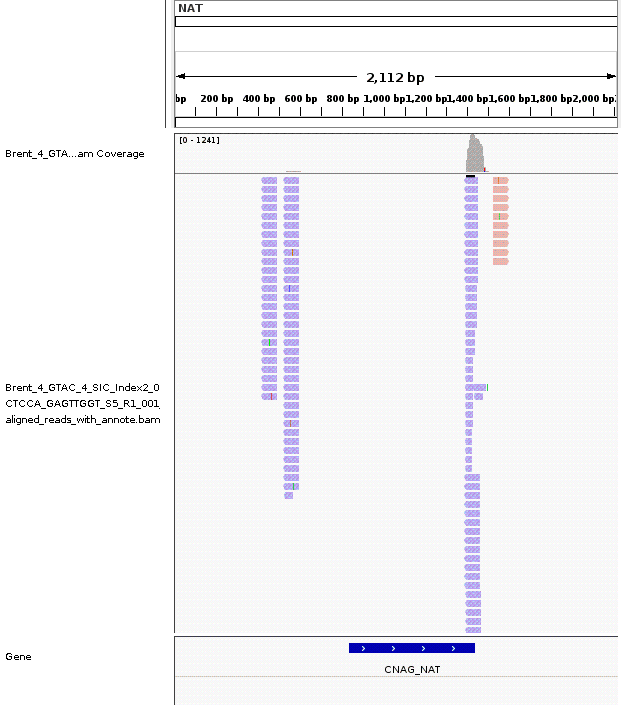 NAT
2,112 bp
bp 200 bp 400 bp 600 bp 800 bp 1,000 bp 1,200 bp 1,400 bp 1,600 bp 1,800 bp 2,000 bp
[0 - 1241]
Brent_4_GTA...am Coverage
Brent_4_GTAC_4_SIC_Index2_0
CTCCA_GAGTTGGT_S5_R1_001_
aligned_reads_with_annote.bam
Gene
CNAG_NAT